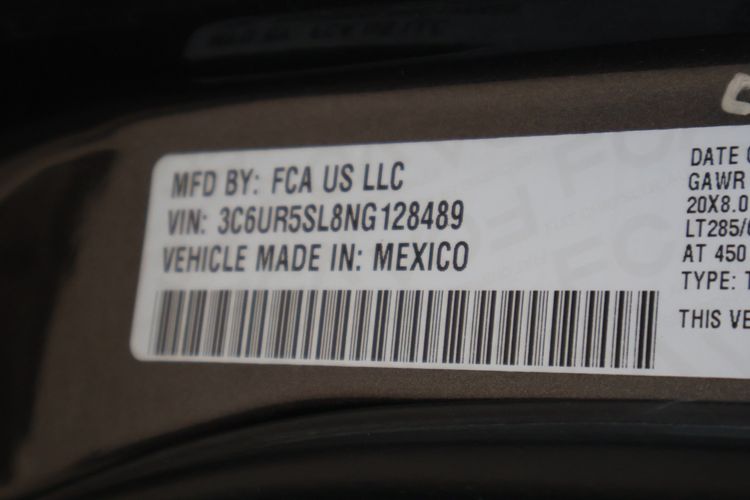 MFD BY: FCA US LLC
VIN: 3C6UR5SL8NG128489
VEHICLE MADE IN: MEXICO
DATE
GAWR
20X8.0
LT285/
AT 450
TYPE:
THIS